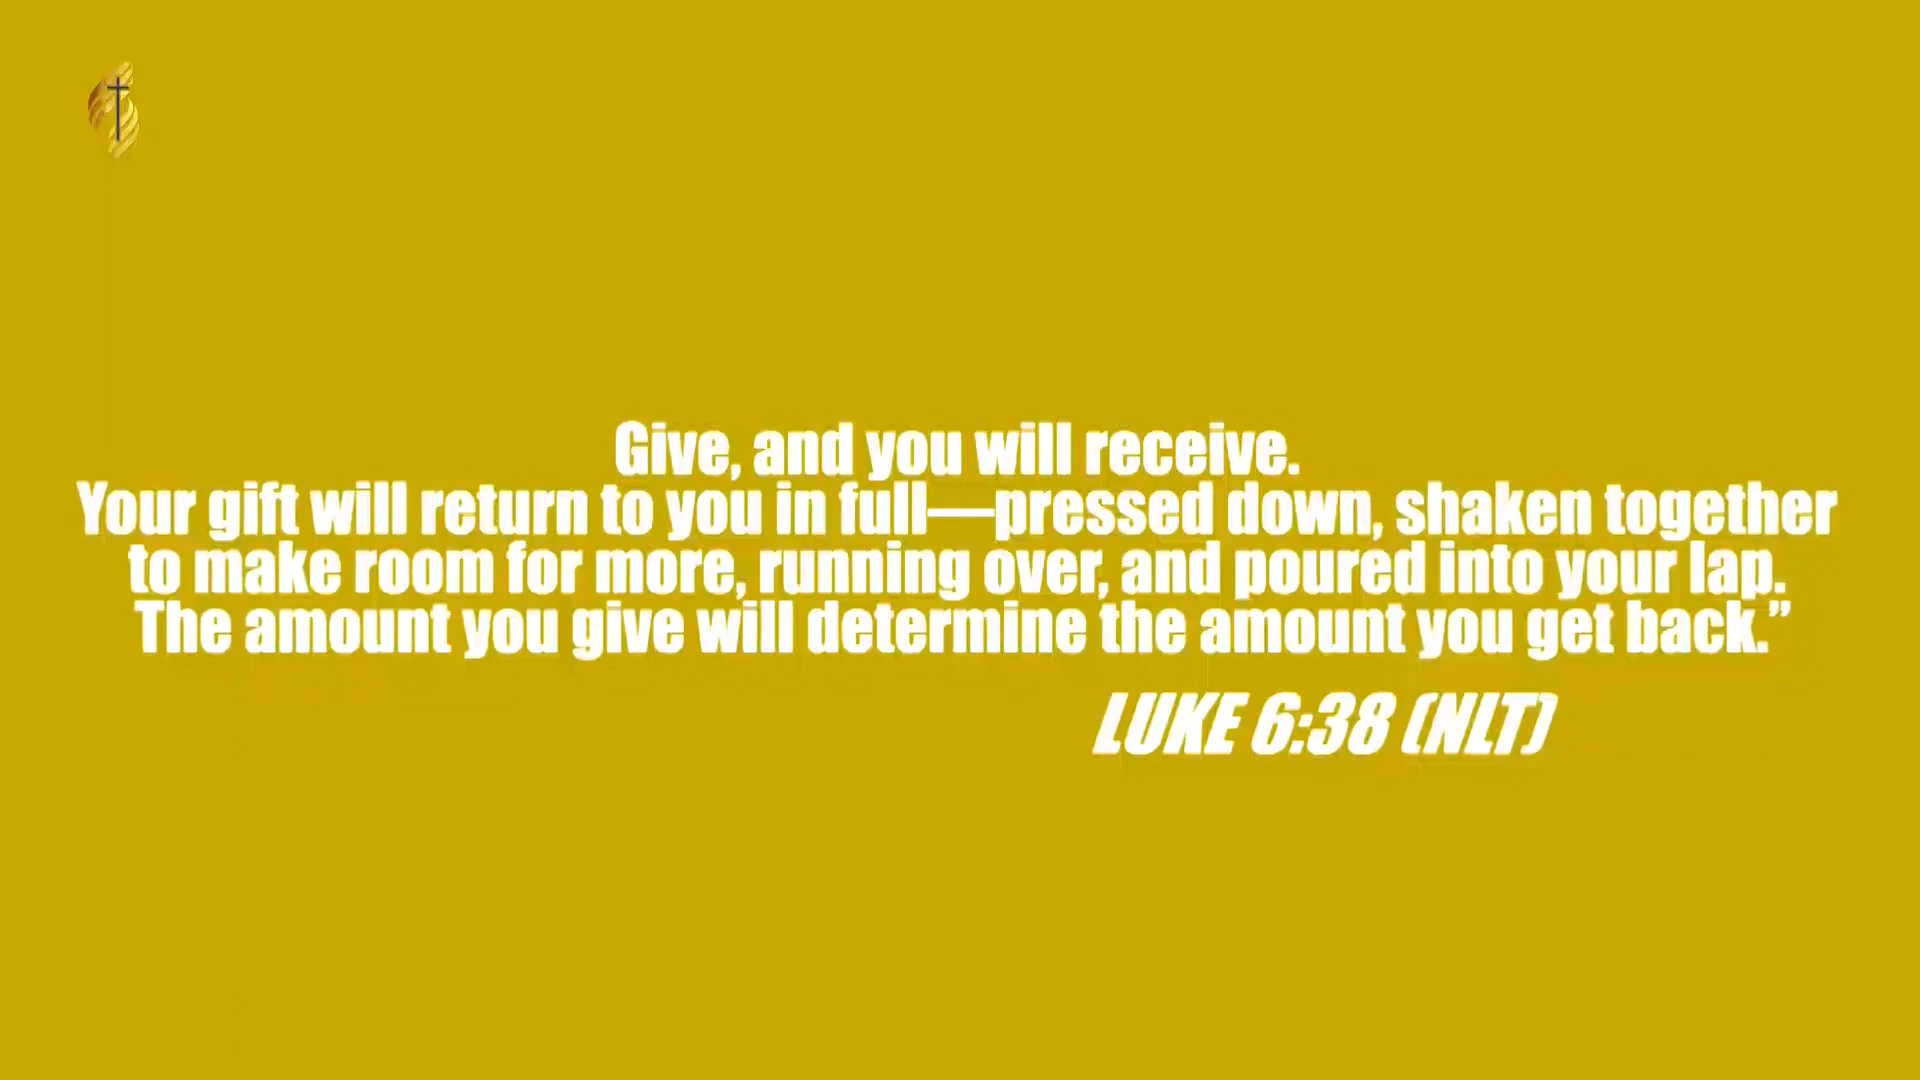 Give, and you will receive.
Your gift will return to you in full—pressed down, shaken together
to make room for more, running over, and poured into your lap.
The amount you give will determine the amount you get back.”
LUKE 6:38 (NLT)